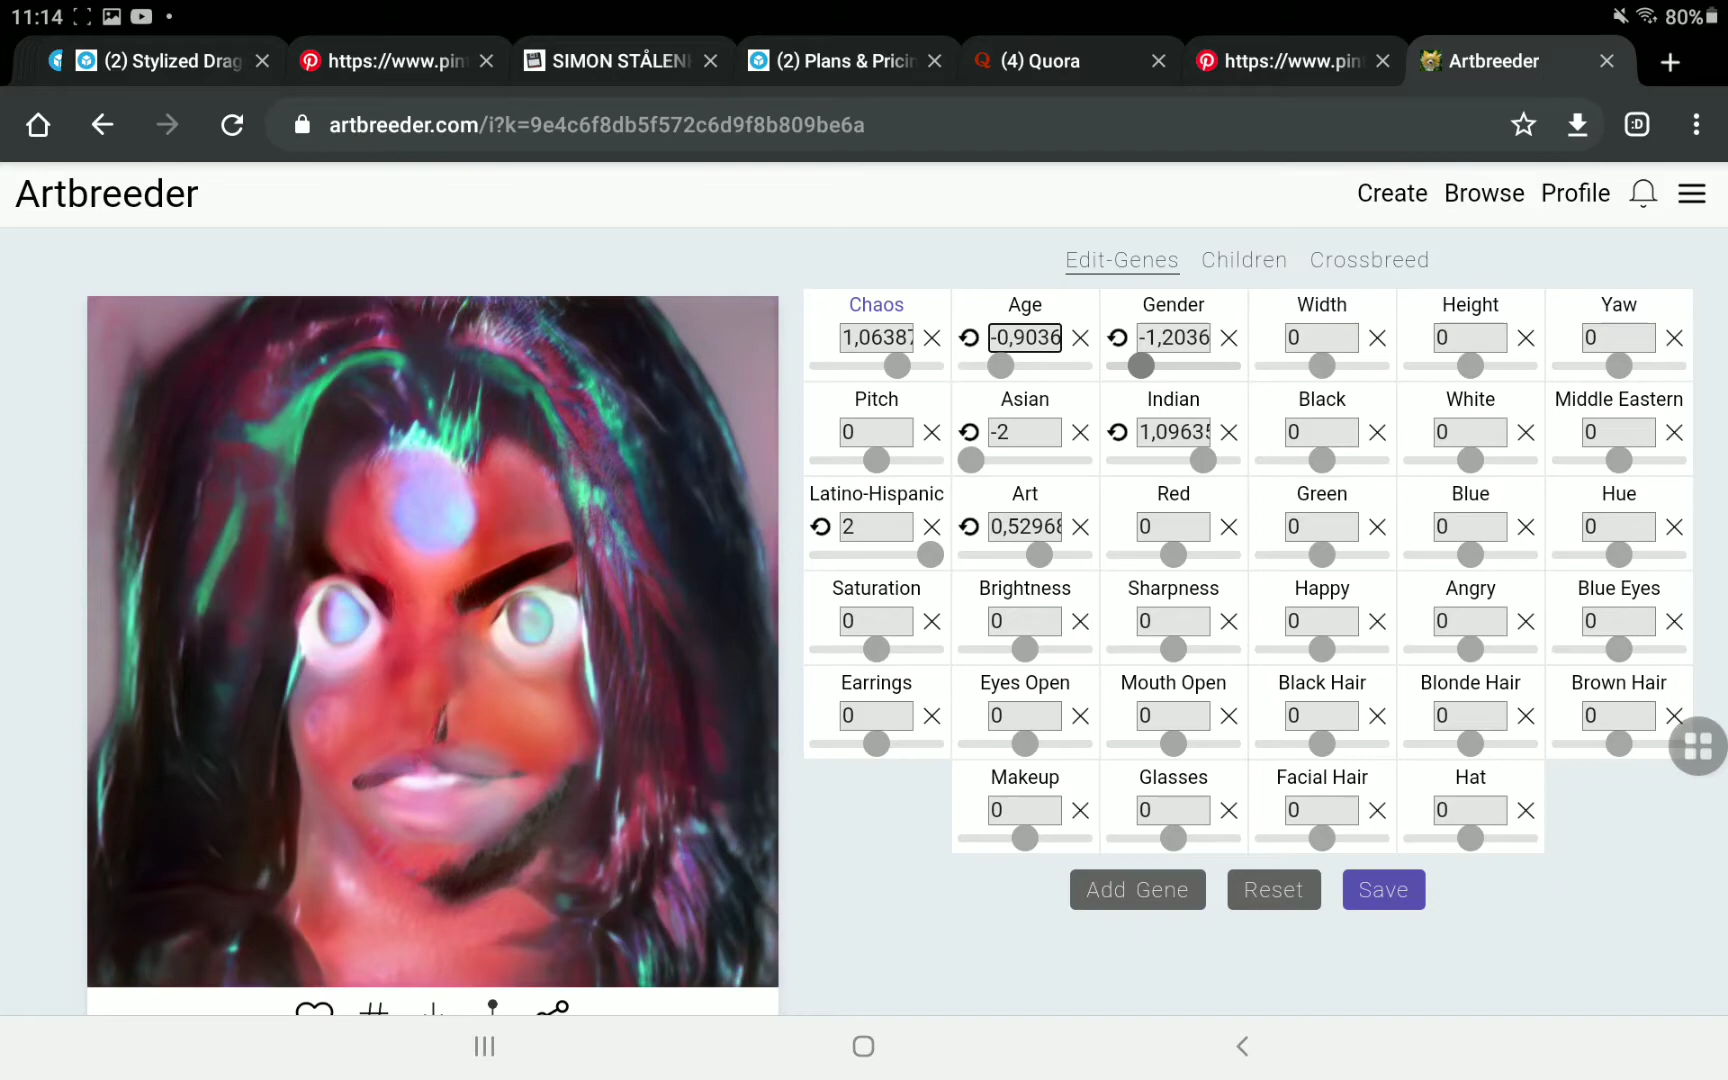 11:14 80%
(2) Stylized Drag https://www.pin SIMON STÅLEN (2) Plans & Pricin Q (4) Quora https://www.pin Artbreeder
artbreeder.com/i?k=9e4c6f8db5f572c6d9f8b809be6a :D
Artbreeder Create Browse Profile
Edit-Genes Children Crossbreed
Chaos Age Gender Width Height Yaw
1,06387 -0,9036 -1,2036 0 0 0
Pitch Asian Indian Black White Middle Eastern
0 -2 1,09635 0 0 0
Latino-Hispanic Art Red Green Blue Hue
2 0,52968 0 0 0 0
Saturation Brightness Sharpness Happy Angry Blue Eyes
0 0 0 0 0 0
Earrings Eyes Open Mouth Open Black Hair Blonde Hair Brown Hair
0 0 0 0 0 0
Makeup Glasses Facial Hair Hat
0 0 0 0
Add Gene Reset Save